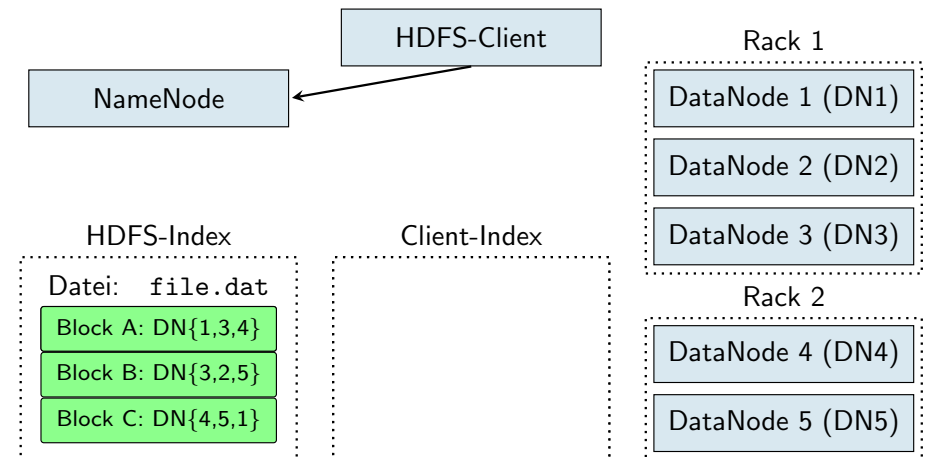 HDFS-Client
NameNode
Rack 1
DataNode 1 (DN1)
DataNode 2 (DN2)
DataNode 3 (DN3)
HDFS-Index
Datei: file.dat
Block A: DN{1,3,4}
Block B: DN{3,2,5}
Block C: DN{4,5,1}
Client-Index
Rack 2
DataNode 4 (DN4)
DataNode 5 (DN5)